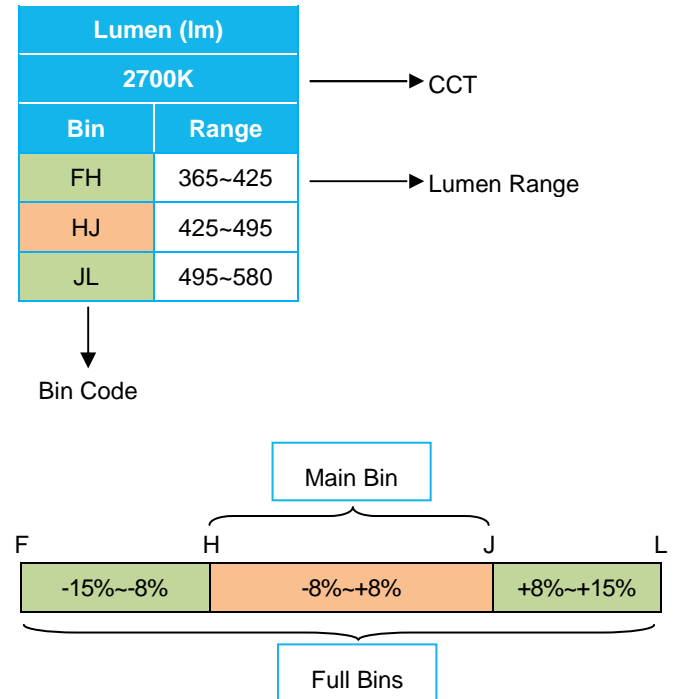 Lumen (lm)
2700K
CCT
Bin Range
FH 365~425
Lumen Range
HJ 425~495
JL 495~580
Bin Code
Main Bin
F H J L
-15%~-8% -8%~+8% +8%~+15%
Full Bins